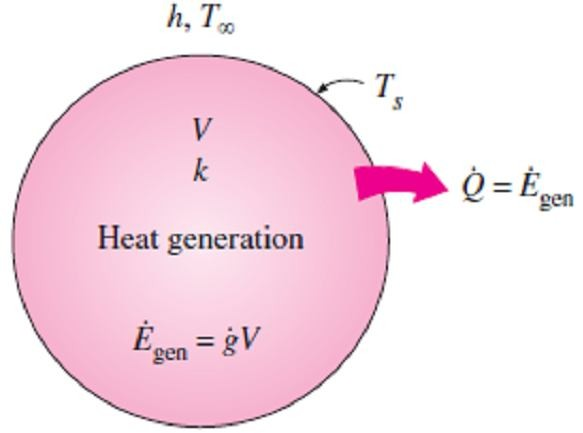 h, T∞
Tₛ
V
k
Q̇ = Ėgen
Heat generation
Ėgen = ġV